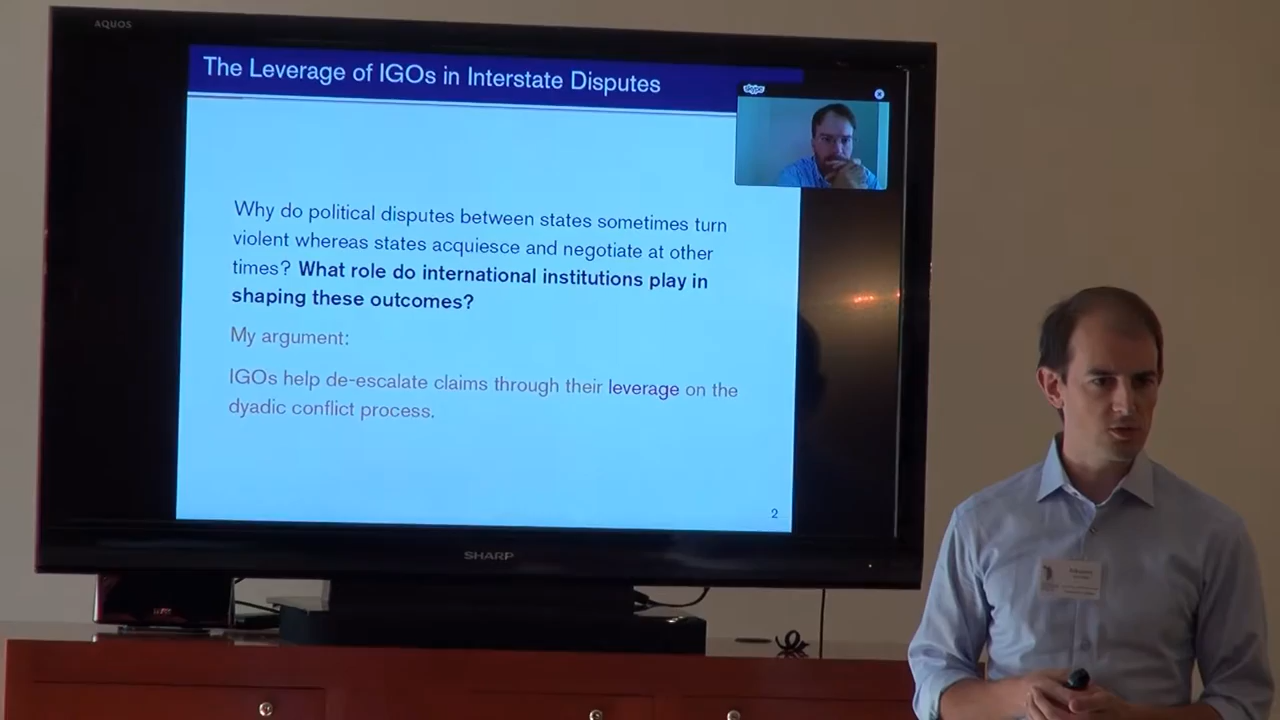 AQUOS
The Leverage of IGOs in Interstate Disputes
skype
Why do political disputes between states sometimes turn
violent whereas states acquiesce and negotiate at other
times? What role do international institutions play in
shaping these outcomes?
My argument:
IGOs help de-escalate claims through their leverage on the
dyadic conflict process.
2
SHARP